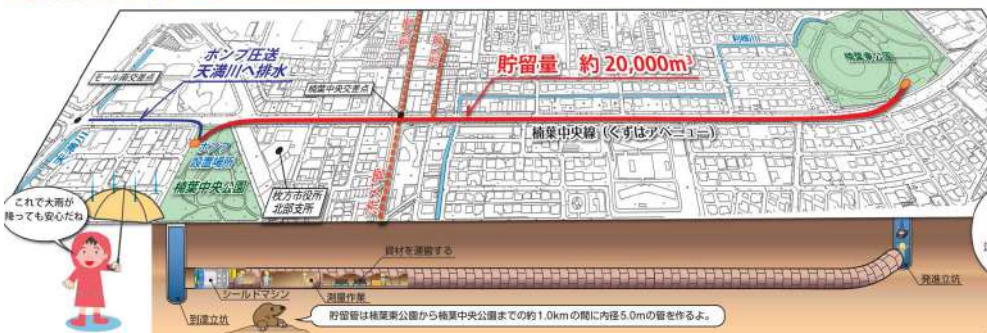 ポンプ圧送
天満川へ排水
モール南交差点
楠葉中央交差点
貯留量 約20,000m³
楠葉東公園
楠葉中央線(くずはアベニュー)
天満川
ポンプ
設置場所
楠葉中央公園
枚方市役所
北部支所
これで大雨が
降っても安心だね
資材を運搬する
シールドマシン
測量作業
到達立坑
発進立坑
貯留管は楠葉東公園から楠葉中央公園までの約1.0kmの間に内径5.0mの管を作るよ。